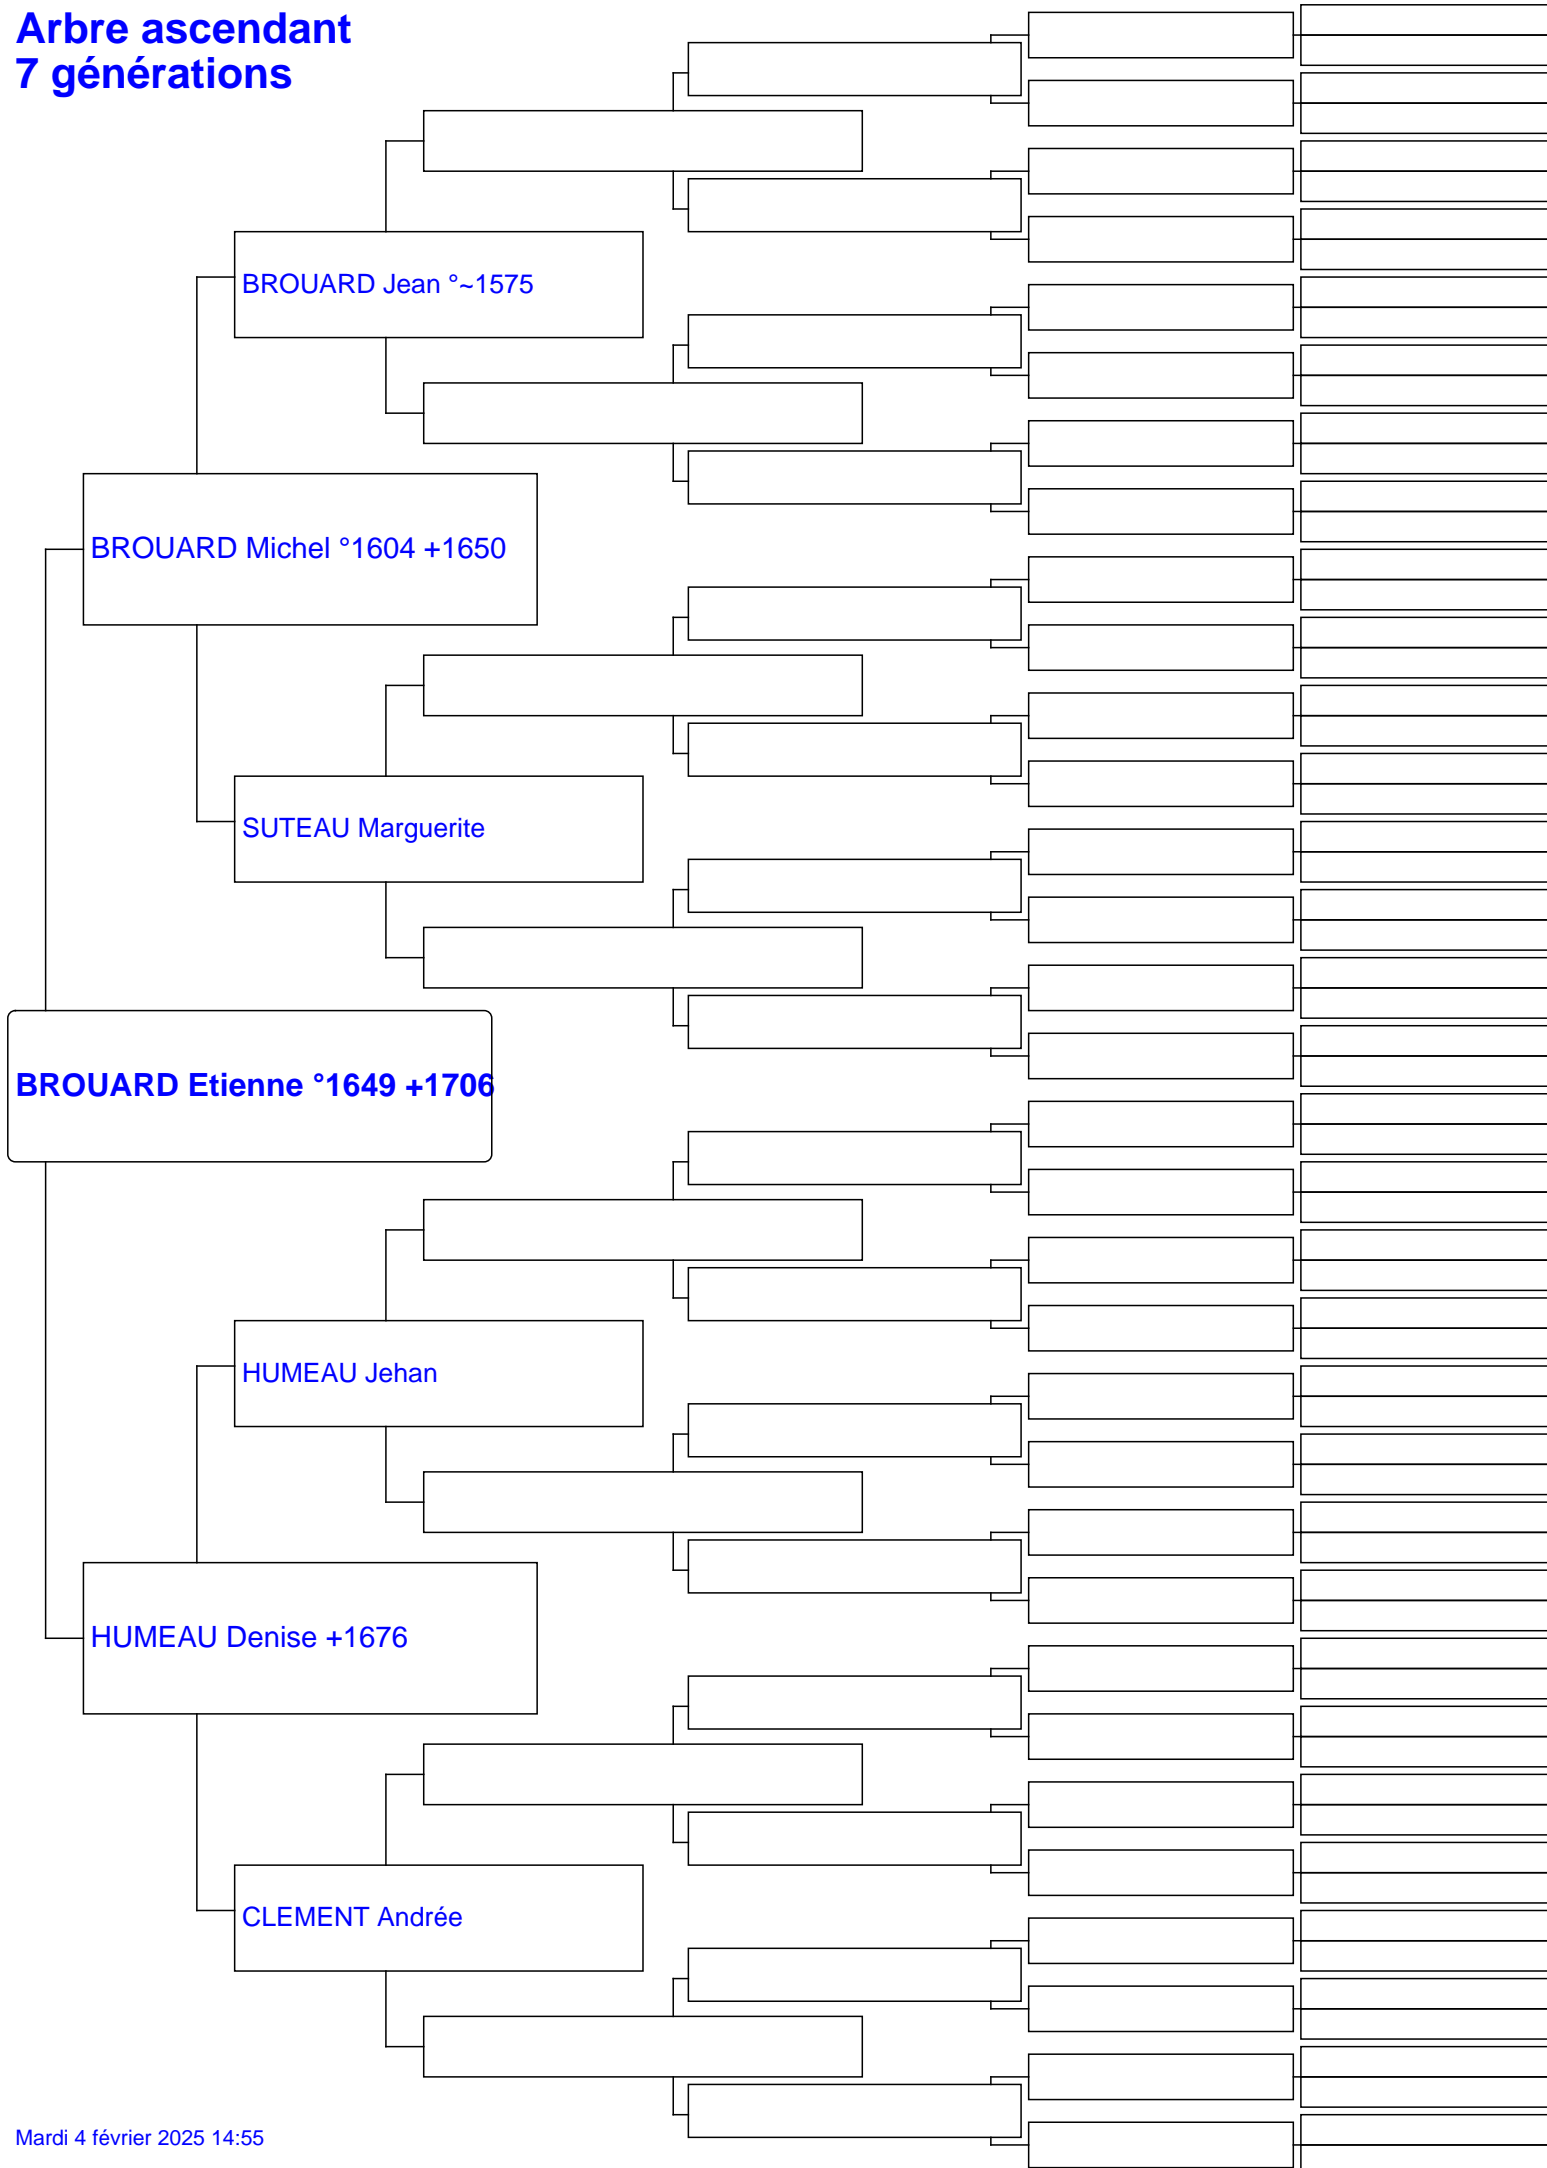 Arbre ascendant
7 générations
BROUARD Jean °~1575
BROUARD Michel °1604 +1650
SUTEAU Marguerite
BROUARD Etienne °1649 +1706
HUMEAU Jehan
HUMEAU Denise +1676
CLEMENT Andrée
Mardi 4 février 2025 14:55